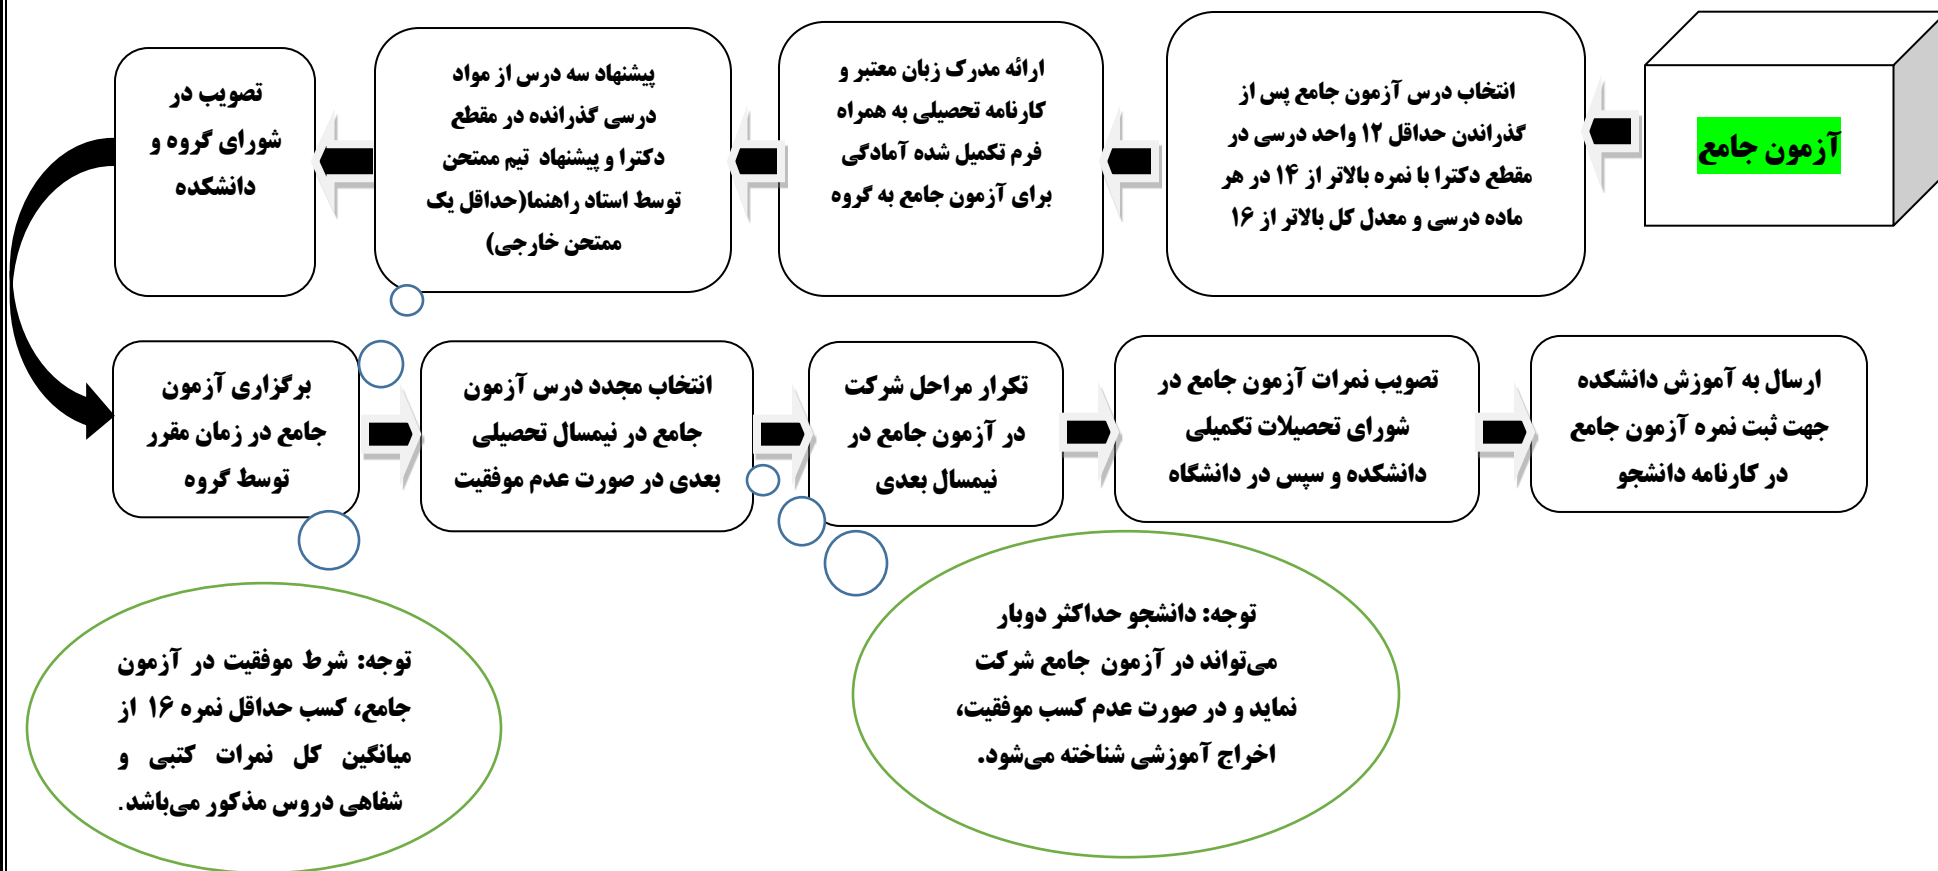 آزمون جامع
انتخاب درس آزمون جامع پس از
گذراندن حداقل ۱۲ واحد درسی در
مقطع دکترا با نمره بالاتر از ۱۴ در هر
ماده درسی و معدل کل بالاتر از ۱۶
ارائه مدرک زبان معتبر و
کارنامه تحصیلی به همراه
فرم تکمیل شده آمادگی
برای آزمون جامع به گروه
پیشنهاد سه درس از مواد
درسی گذرانده در مقطع
دکترا و پیشنهاد تیم ممتحن
توسط استاد راهنما(حداقل یک
ممتحن خارجی)
تصویب در
شورای گروه و
دانشکده
برگزاری آزمون
جامع در زمان مقرر
توسط گروه
انتخاب مجدد درس آزمون
جامع در نیمسال تحصیلی
بعدی در صورت عدم موفقیت
تکرار مراحل شرکت
در آزمون جامع در
نیمسال بعدی
تصویب نمرات آزمون جامع در
شورای تحصیلات تکمیلی
دانشکده و سپس در دانشگاه
ارسال به آموزش دانشکده
جهت ثبت نمره آزمون جامع
در کارنامه دانشجو
توجه: شرط موفقیت در آزمون
جامع، کسب حداقل نمره ۱۶ از
میانگین کل نمرات کتبی و
شفاهی دروس مذکور می‌باشد.
توجه: دانشجو حداکثر دوبار
می‌تواند در آزمون جامع شرکت
نماید و در صورت عدم کسب موفقیت،
اخراج آموزشی شناخته می‌شود.